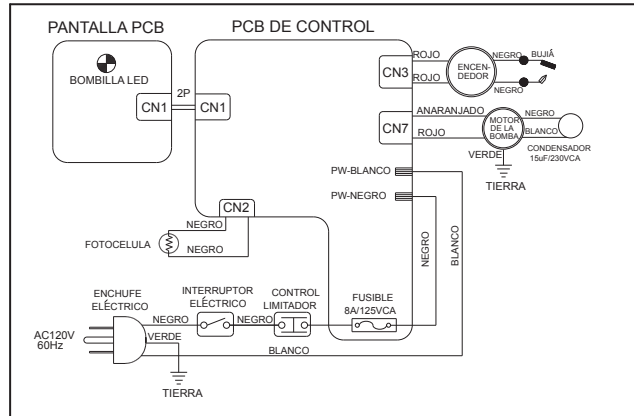 PANTALLA PCB
PCB DE CONTROL
BOMBILLA LED
CN1
2P
CN1
CN3
ROJO
ROJO
ENCEN-
DEDOR
NEGRO
BUJIÁ
NEGRO
CN7
ANARANJADO
ROJO
MOTOR
DE LA
BOMBA
NEGRO
BLANCO
CONDENSADOR
15uF/230VCA
VERDE
TIERRA
PW-BLANCO
PW-NEGRO
NEGRO
BLANCO
CN2
NEGRO
NEGRO
FOTOCELULA
ENCHUFE
ELÉCTRICO
INTERRUPTOR
ELÉCTRICO
CONTROL
LIMITADOR
FUSIBLE
8A/125VCA
NEGRO
NEGRO
AC120V
60Hz
VERDE
BLANCO
TIERRA